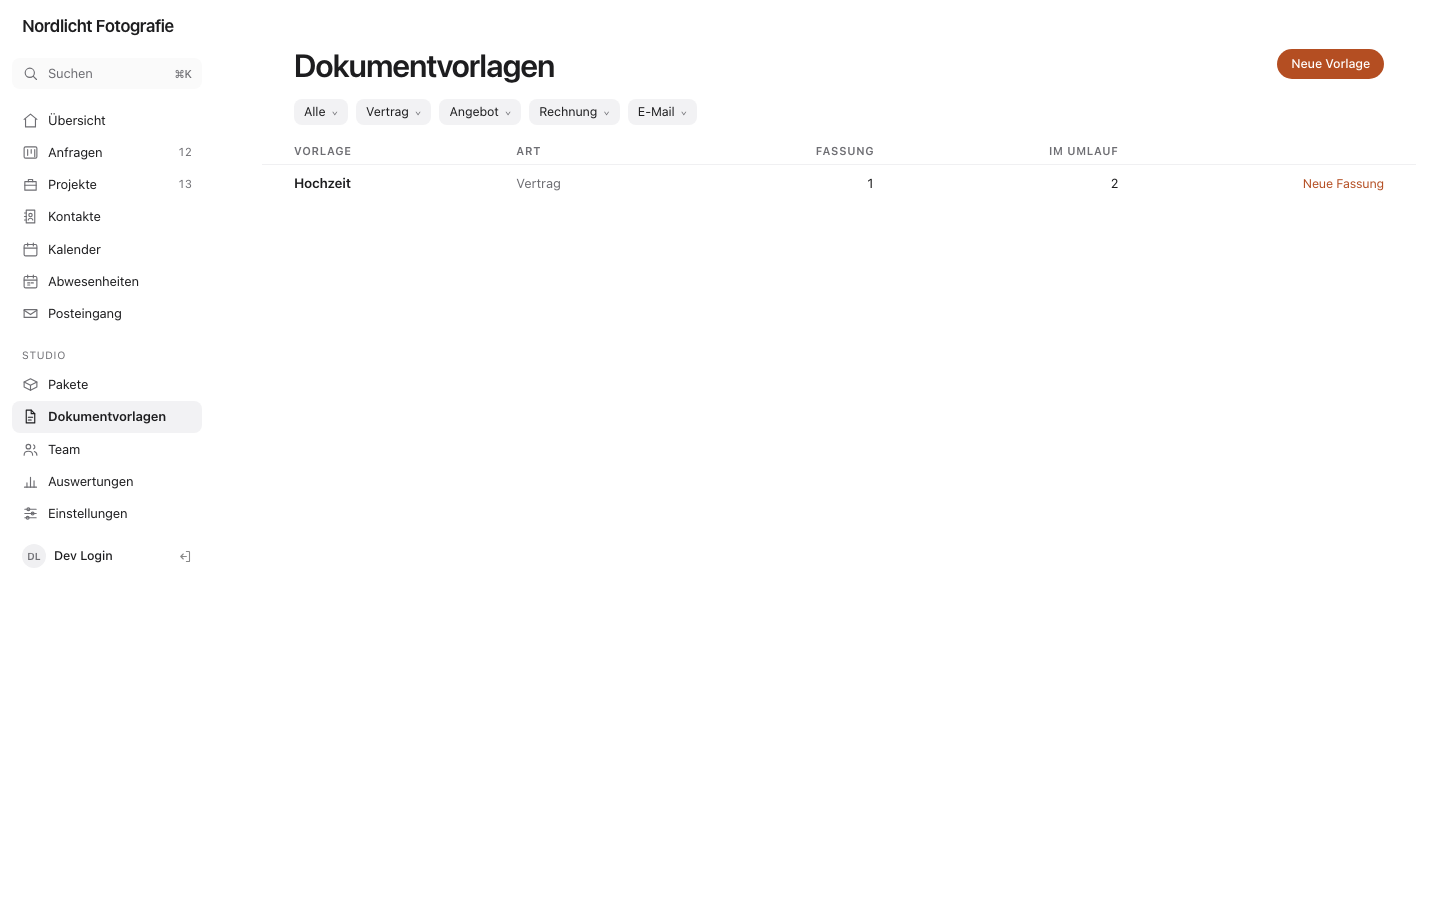 Nordlicht Fotografie
Suchen ⌘K
Übersicht
Anfragen 12
Projekte 13
Kontakte
Kalender
Abwesenheiten
Posteingang
STUDIO
Pakete
Dokumentvorlagen
Team
Auswertungen
Einstellungen
DL Dev Login
Dokumentvorlagen
Neue Vorlage
Alle Vertrag Angebot Rechnung E-Mail
VORLAGE ART FASSUNG IM UMLAUF
Hochzeit Vertrag 1 2 Neue Fassung